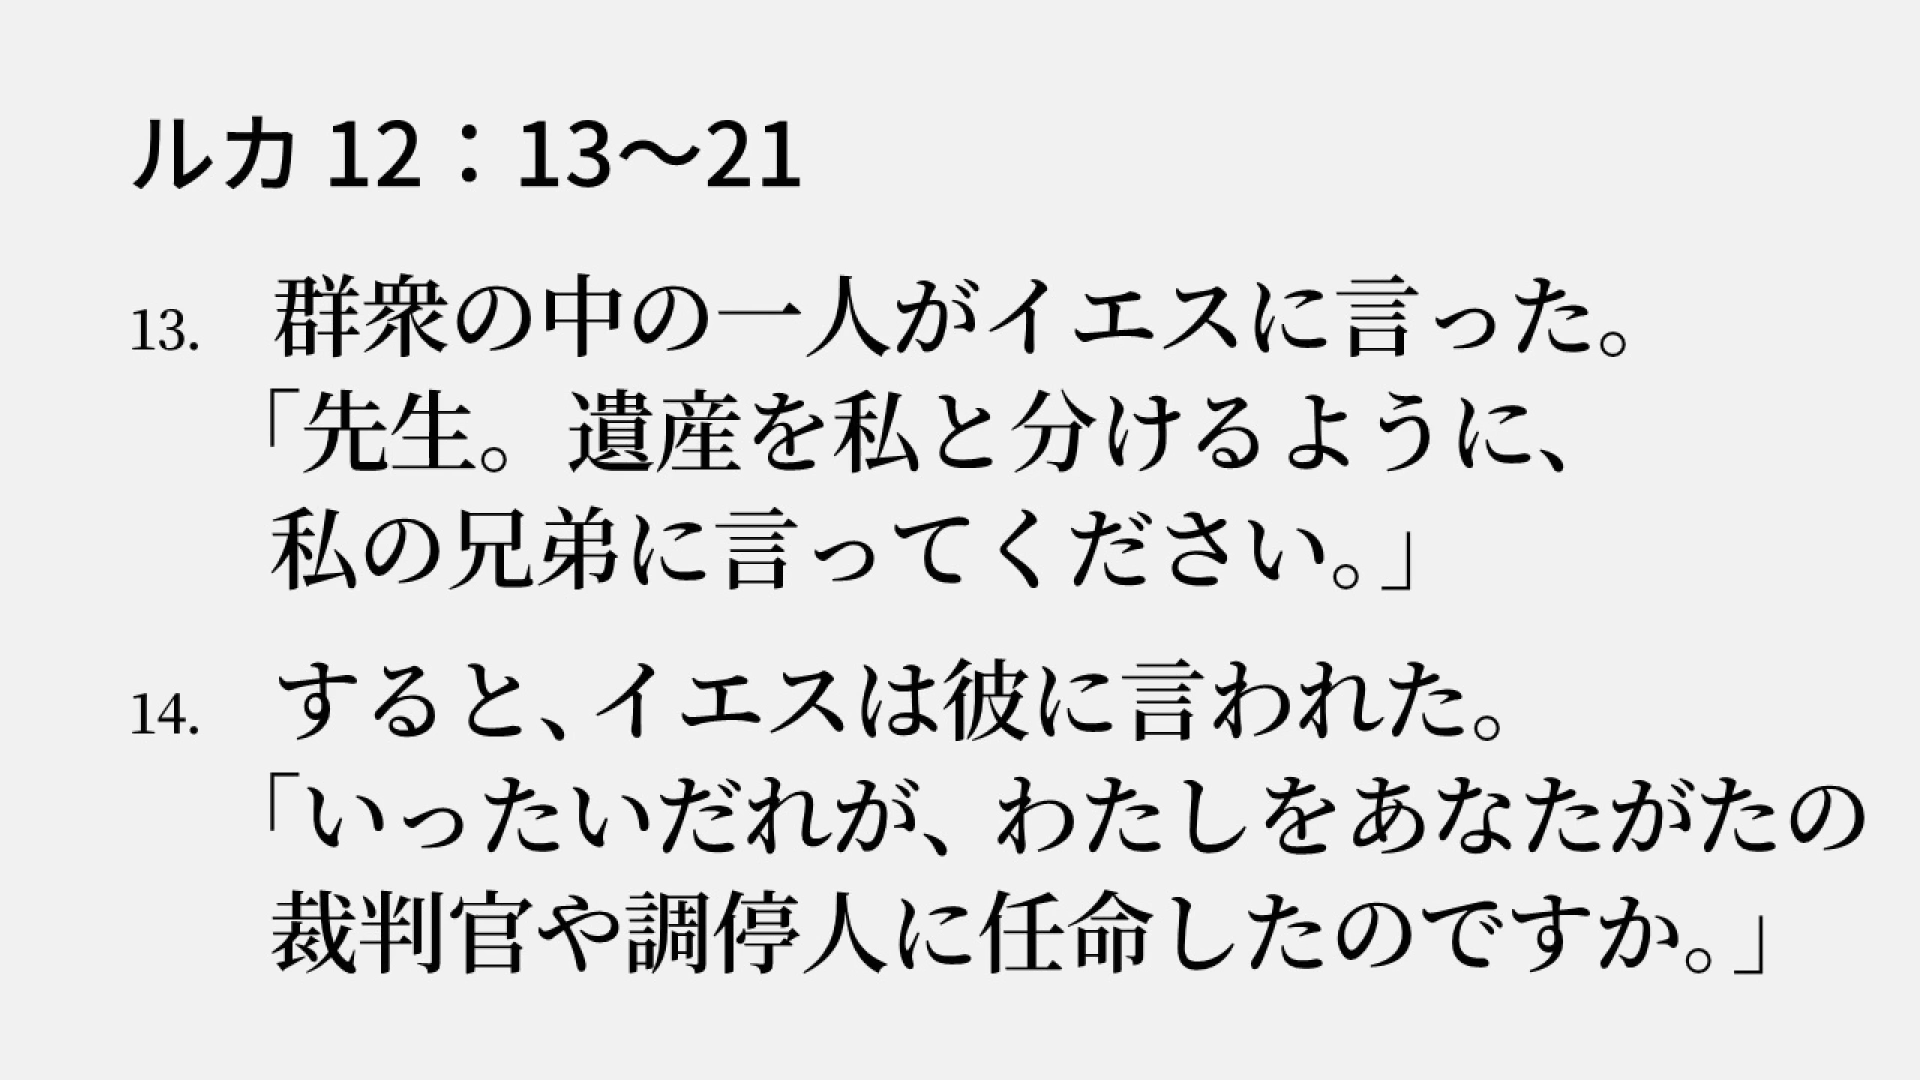 ルカ 12：13〜21
13. 群衆の中の一人がイエスに言った。
「先生。遺産を私と分けるように、
私の兄弟に言ってください。」
14. すると、イエスは彼に言われた。
「いったいだれが、わたしをあなたがたの
裁判官や調停人に任命したのですか。」